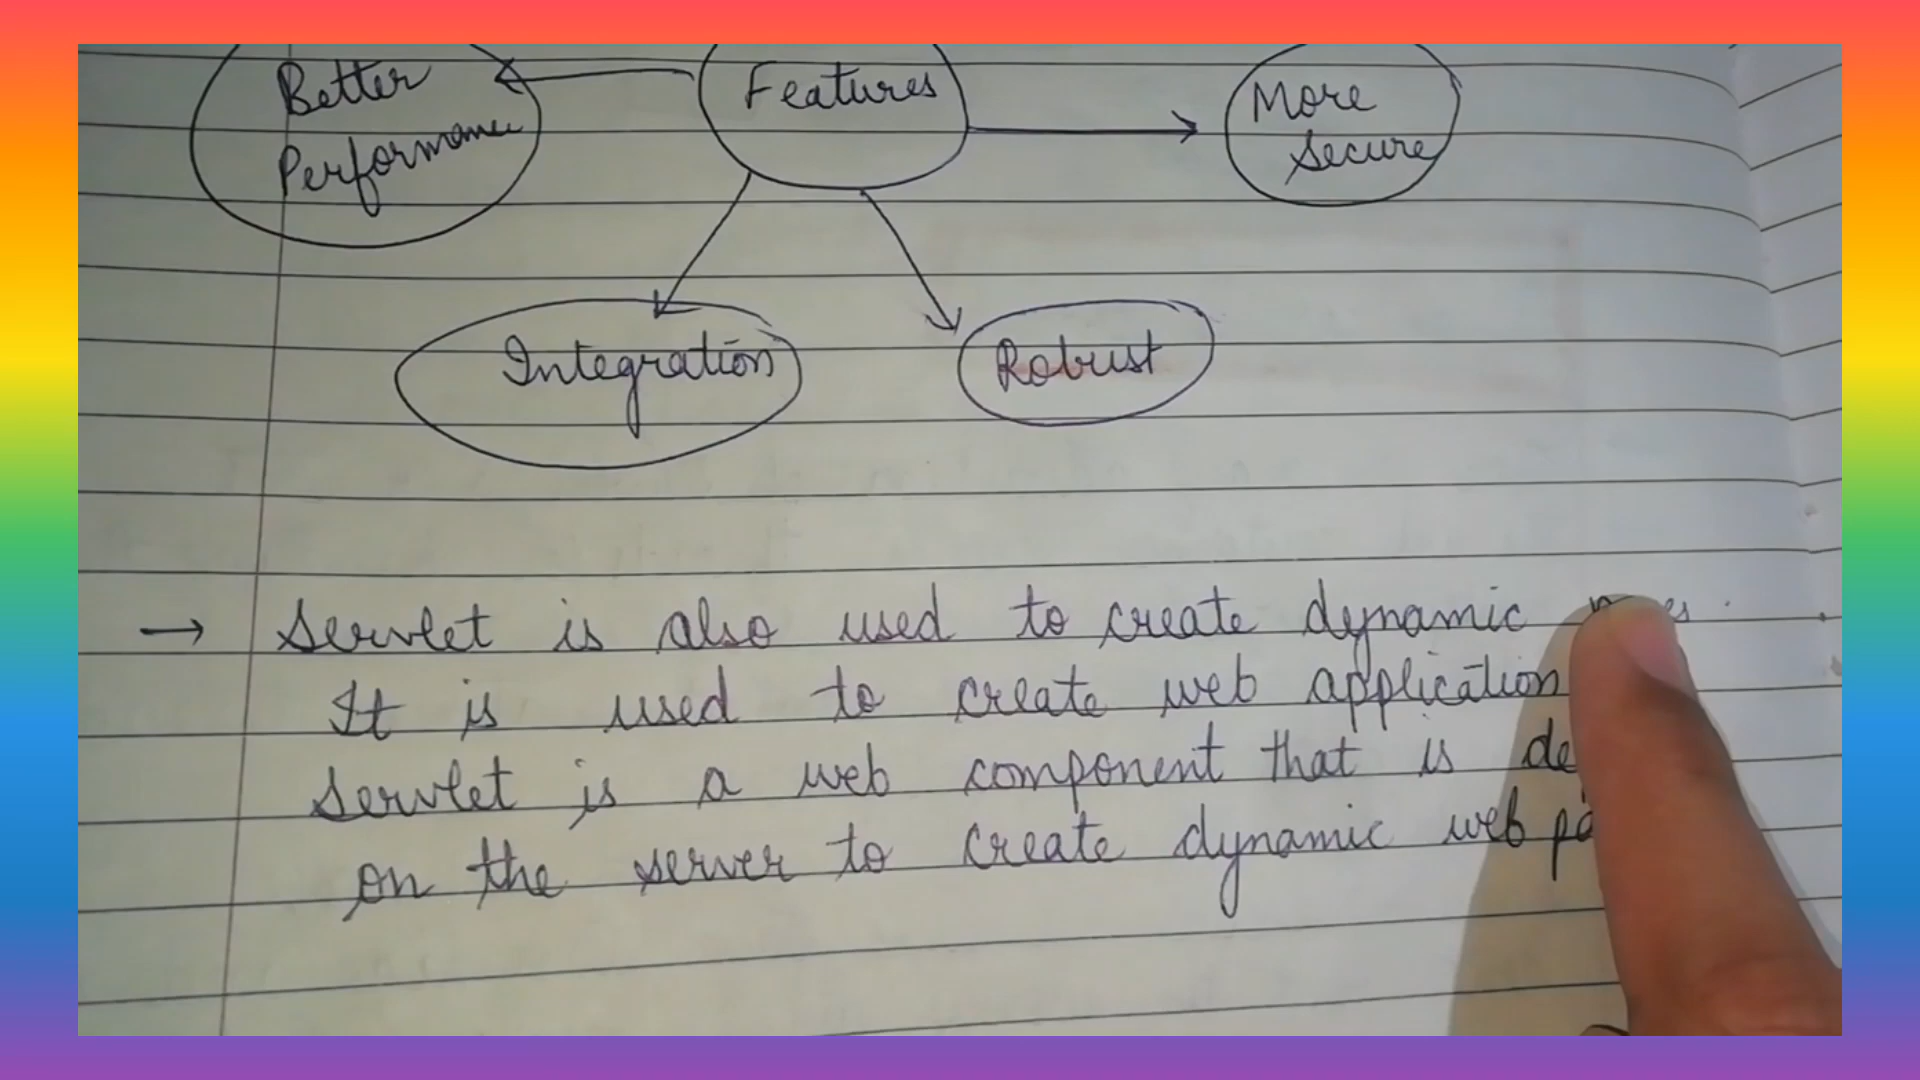 Better
Performance
Features
More
Secure
Integration
Robust
→ Servlet is also used to create dynamic
It is used to create web application
Servlet is a web component that is
on the server to create dynamic web